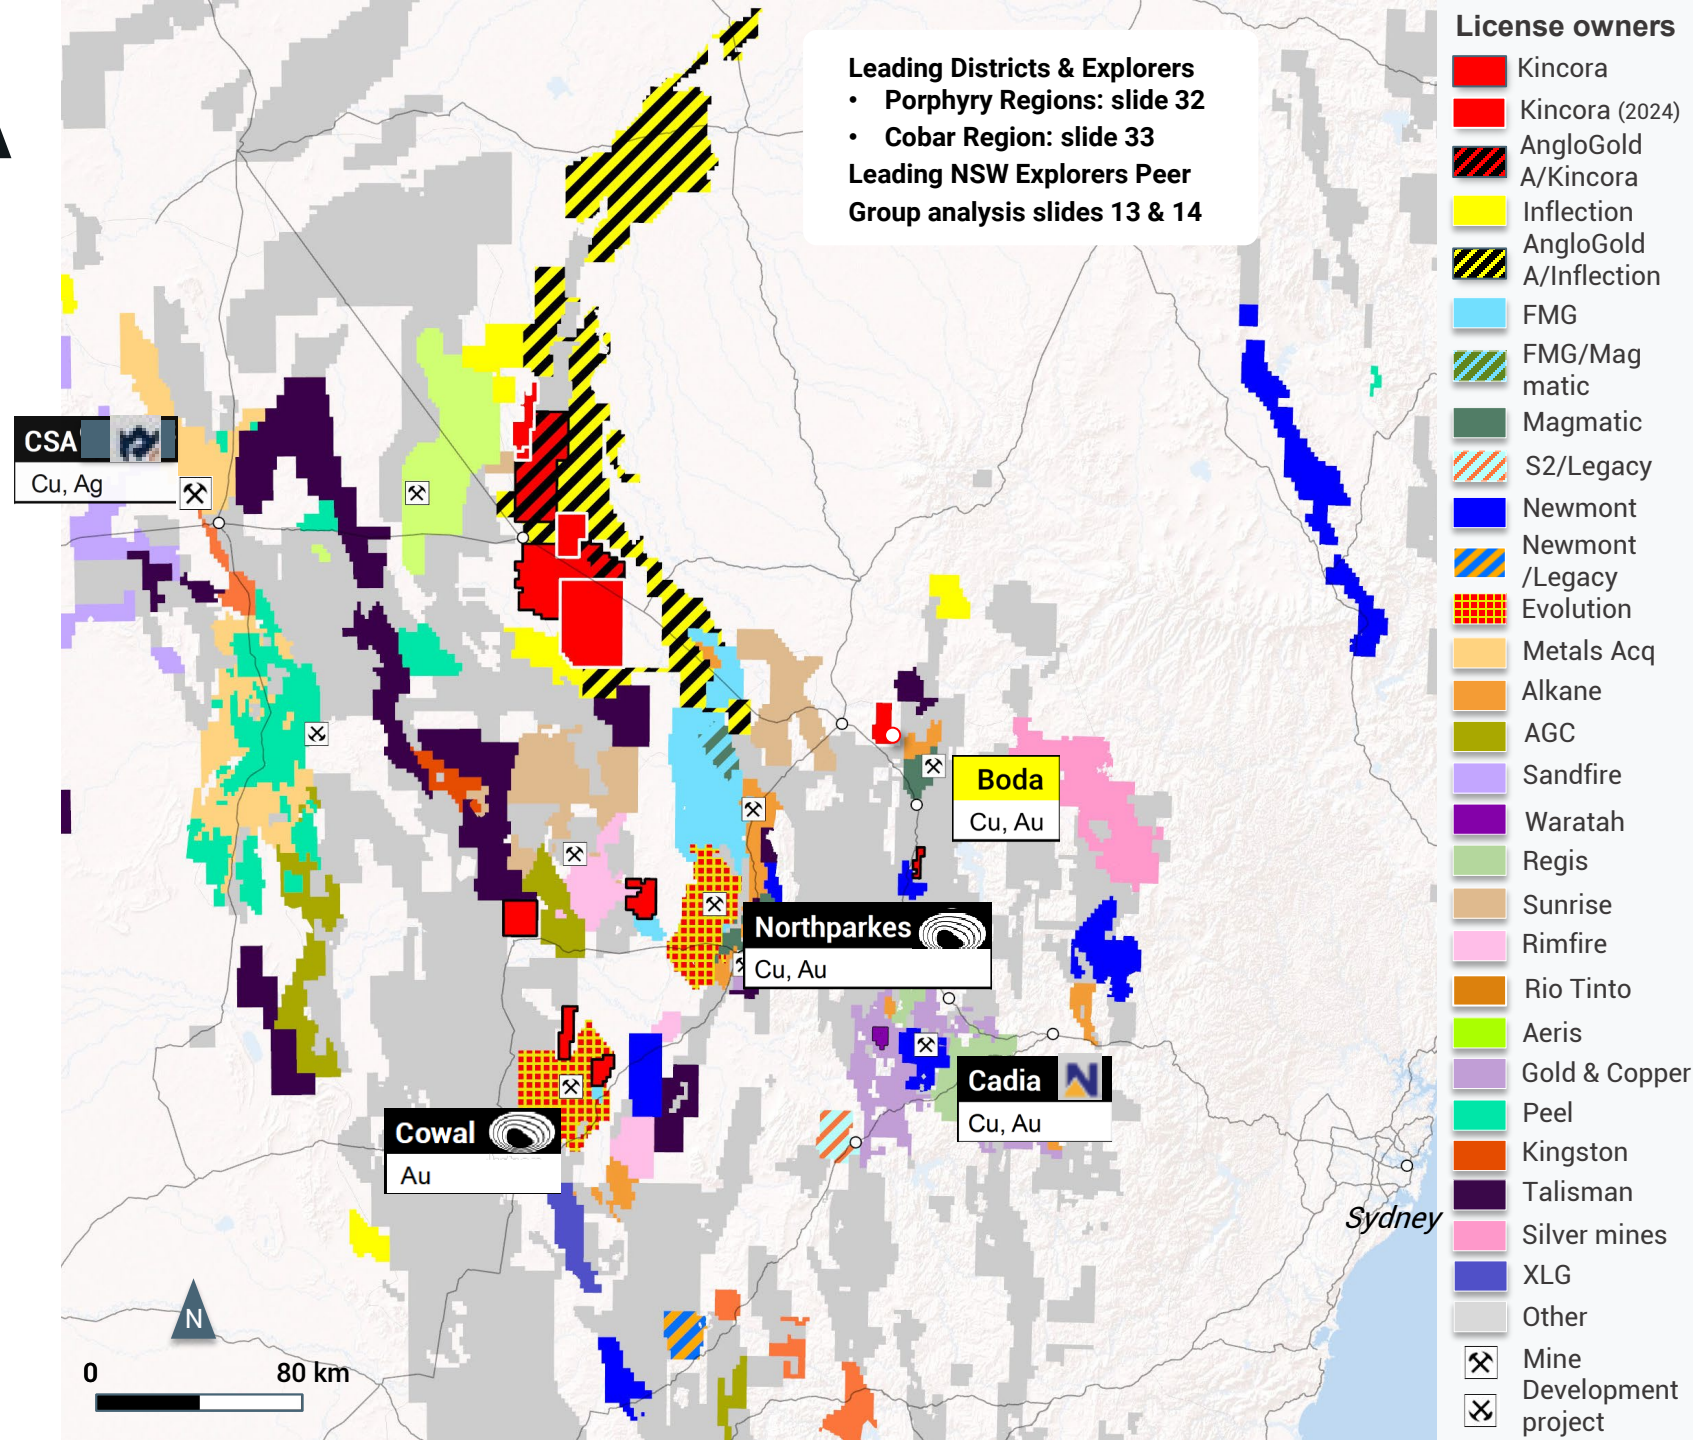 Leading Districts & Explorers
• Porphyry Regions: slide 32
• Cobar Region: slide 33
Leading NSW Explorers Peer
Group analysis slides 13 & 14
CSA
Cu, Ag
Boda
Cu, Au
Northparkes
Cu, Au
Cadia
Cu, Au
Cowal
Au
Sydney
N
0 80 km
License owners
Kincora
Kincora (2024)
AngloGold
A/Kincora
Inflection
AngloGold
A/Inflection
FMG
FMG/Mag
matic
Magmatic
S2/Legacy
Newmont
Newmont
/Legacy
Evolution
Metals Acq
Alkane
AGC
Sandfire
Waratah
Regis
Sunrise
Rimfire
Rio Tinto
Aeris
Gold & Copper
Peel
Kingston
Talisman
Silver mines
XLG
Other
Mine
Development
project